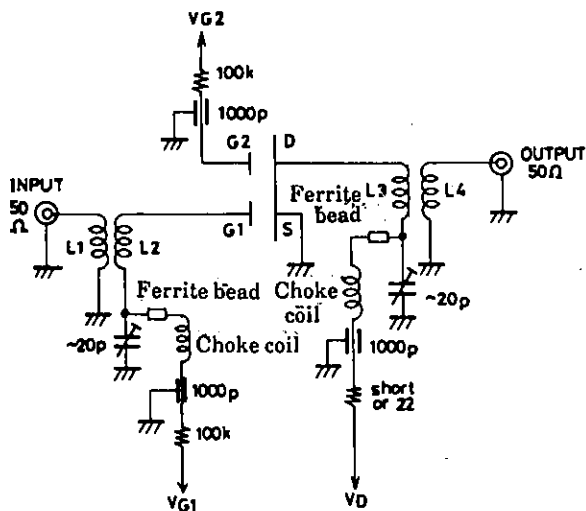 VG2
100k
1000p
G2
D
OUTPUT
50Ω
INPUT
50
Ω
L3
L4
Ferrite
bead
L1
L2
G1
S
Ferrite bead
Choke
coil
~20p
~20p
Choke coil
1000p
1000p
short
or 22
100k
VG1
VD